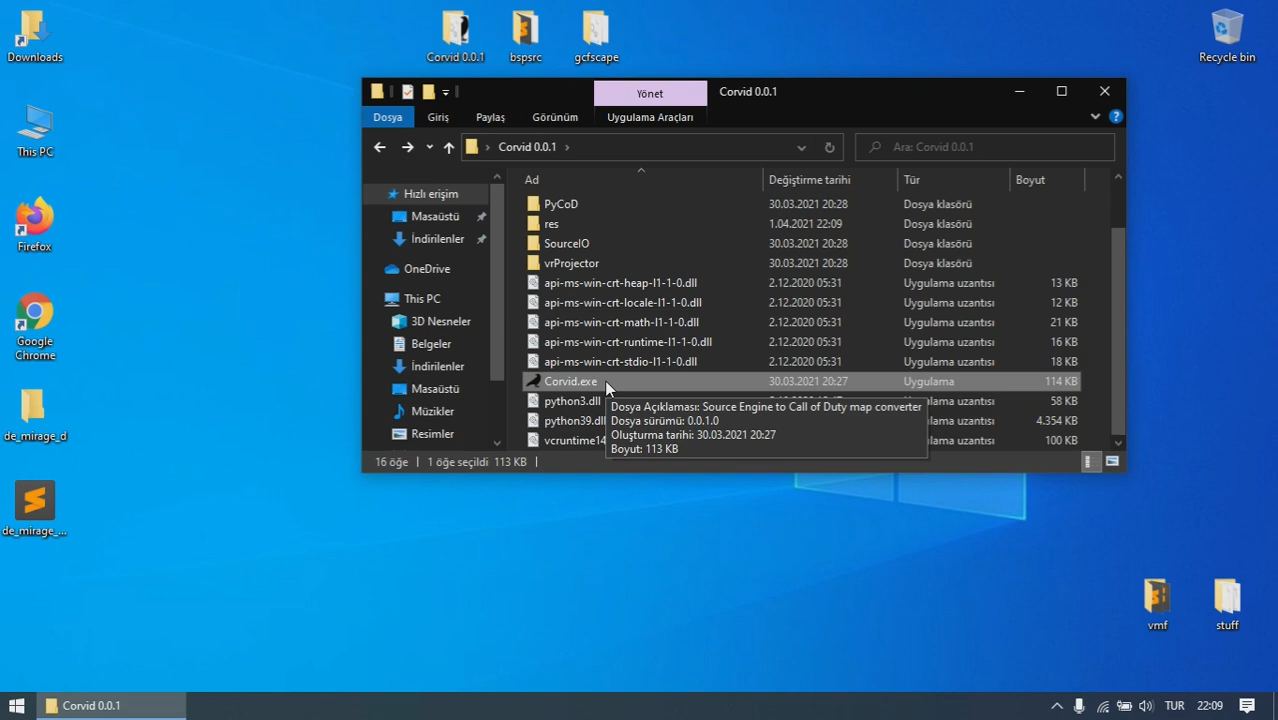 Downloads
Corvid 0.0.1
bspsrc
gcfscape
Recycle bin
This PC
Firefox
Google
Chrome
de_mirage_d
de_mirage_...
Yönet
Corvid 0.0.1
Dosya
Giriş
Paylaş
Görünüm
Uygulama Araçları
Corvid 0.0.1
Ara: Corvid 0.0.1
Hızlı erişim
Masaüstü
İndirilenler
OneDrive
This PC
3D Nesneler
Belgeler
İndirilenler
Masaüstü
Müzikler
Resimler
Ad Değiştirme tarihi Tür Boyut
PyCoD 30.03.2021 20:28 Dosya klasörü
res 1.04.2021 22:09 Dosya klasörü
SourceIO 30.03.2021 20:28 Dosya klasörü
vrProjector 30.03.2021 20:28 Dosya klasörü
api-ms-win-crt-heap-l1-1-0.dll 2.12.2020 05:31 Uygulama uzantısı 13 KB
api-ms-win-crt-locale-l1-1-0.dll 2.12.2020 05:31 Uygulama uzantısı 12 KB
api-ms-win-crt-math-l1-1-0.dll 2.12.2020 05:31 Uygulama uzantısı 21 KB
api-ms-win-crt-runtime-l1-1-0.dll 2.12.2020 05:31 Uygulama uzantısı 16 KB
api-ms-win-crt-stdio-l1-1-0.dll 2.12.2020 05:31 Uygulama uzantısı 18 KB
Corvid.exe 30.03.2021 20:27 Uygulama 114 KB
python3.dll 58 KB
python39.dll 4.354 KB
vcruntime14 100 KB
Dosya Açıklaması: Source Engine to Call of Duty map converter
Dosya sürümü: 0.0.1.0
Oluşturma tarihi: 30.03.2021 20:27
Boyut: 113 KB
16 öğe 1 öğe seçildi 113 KB
vmf
stuff
Corvid 0.0.1
TUR
22:09